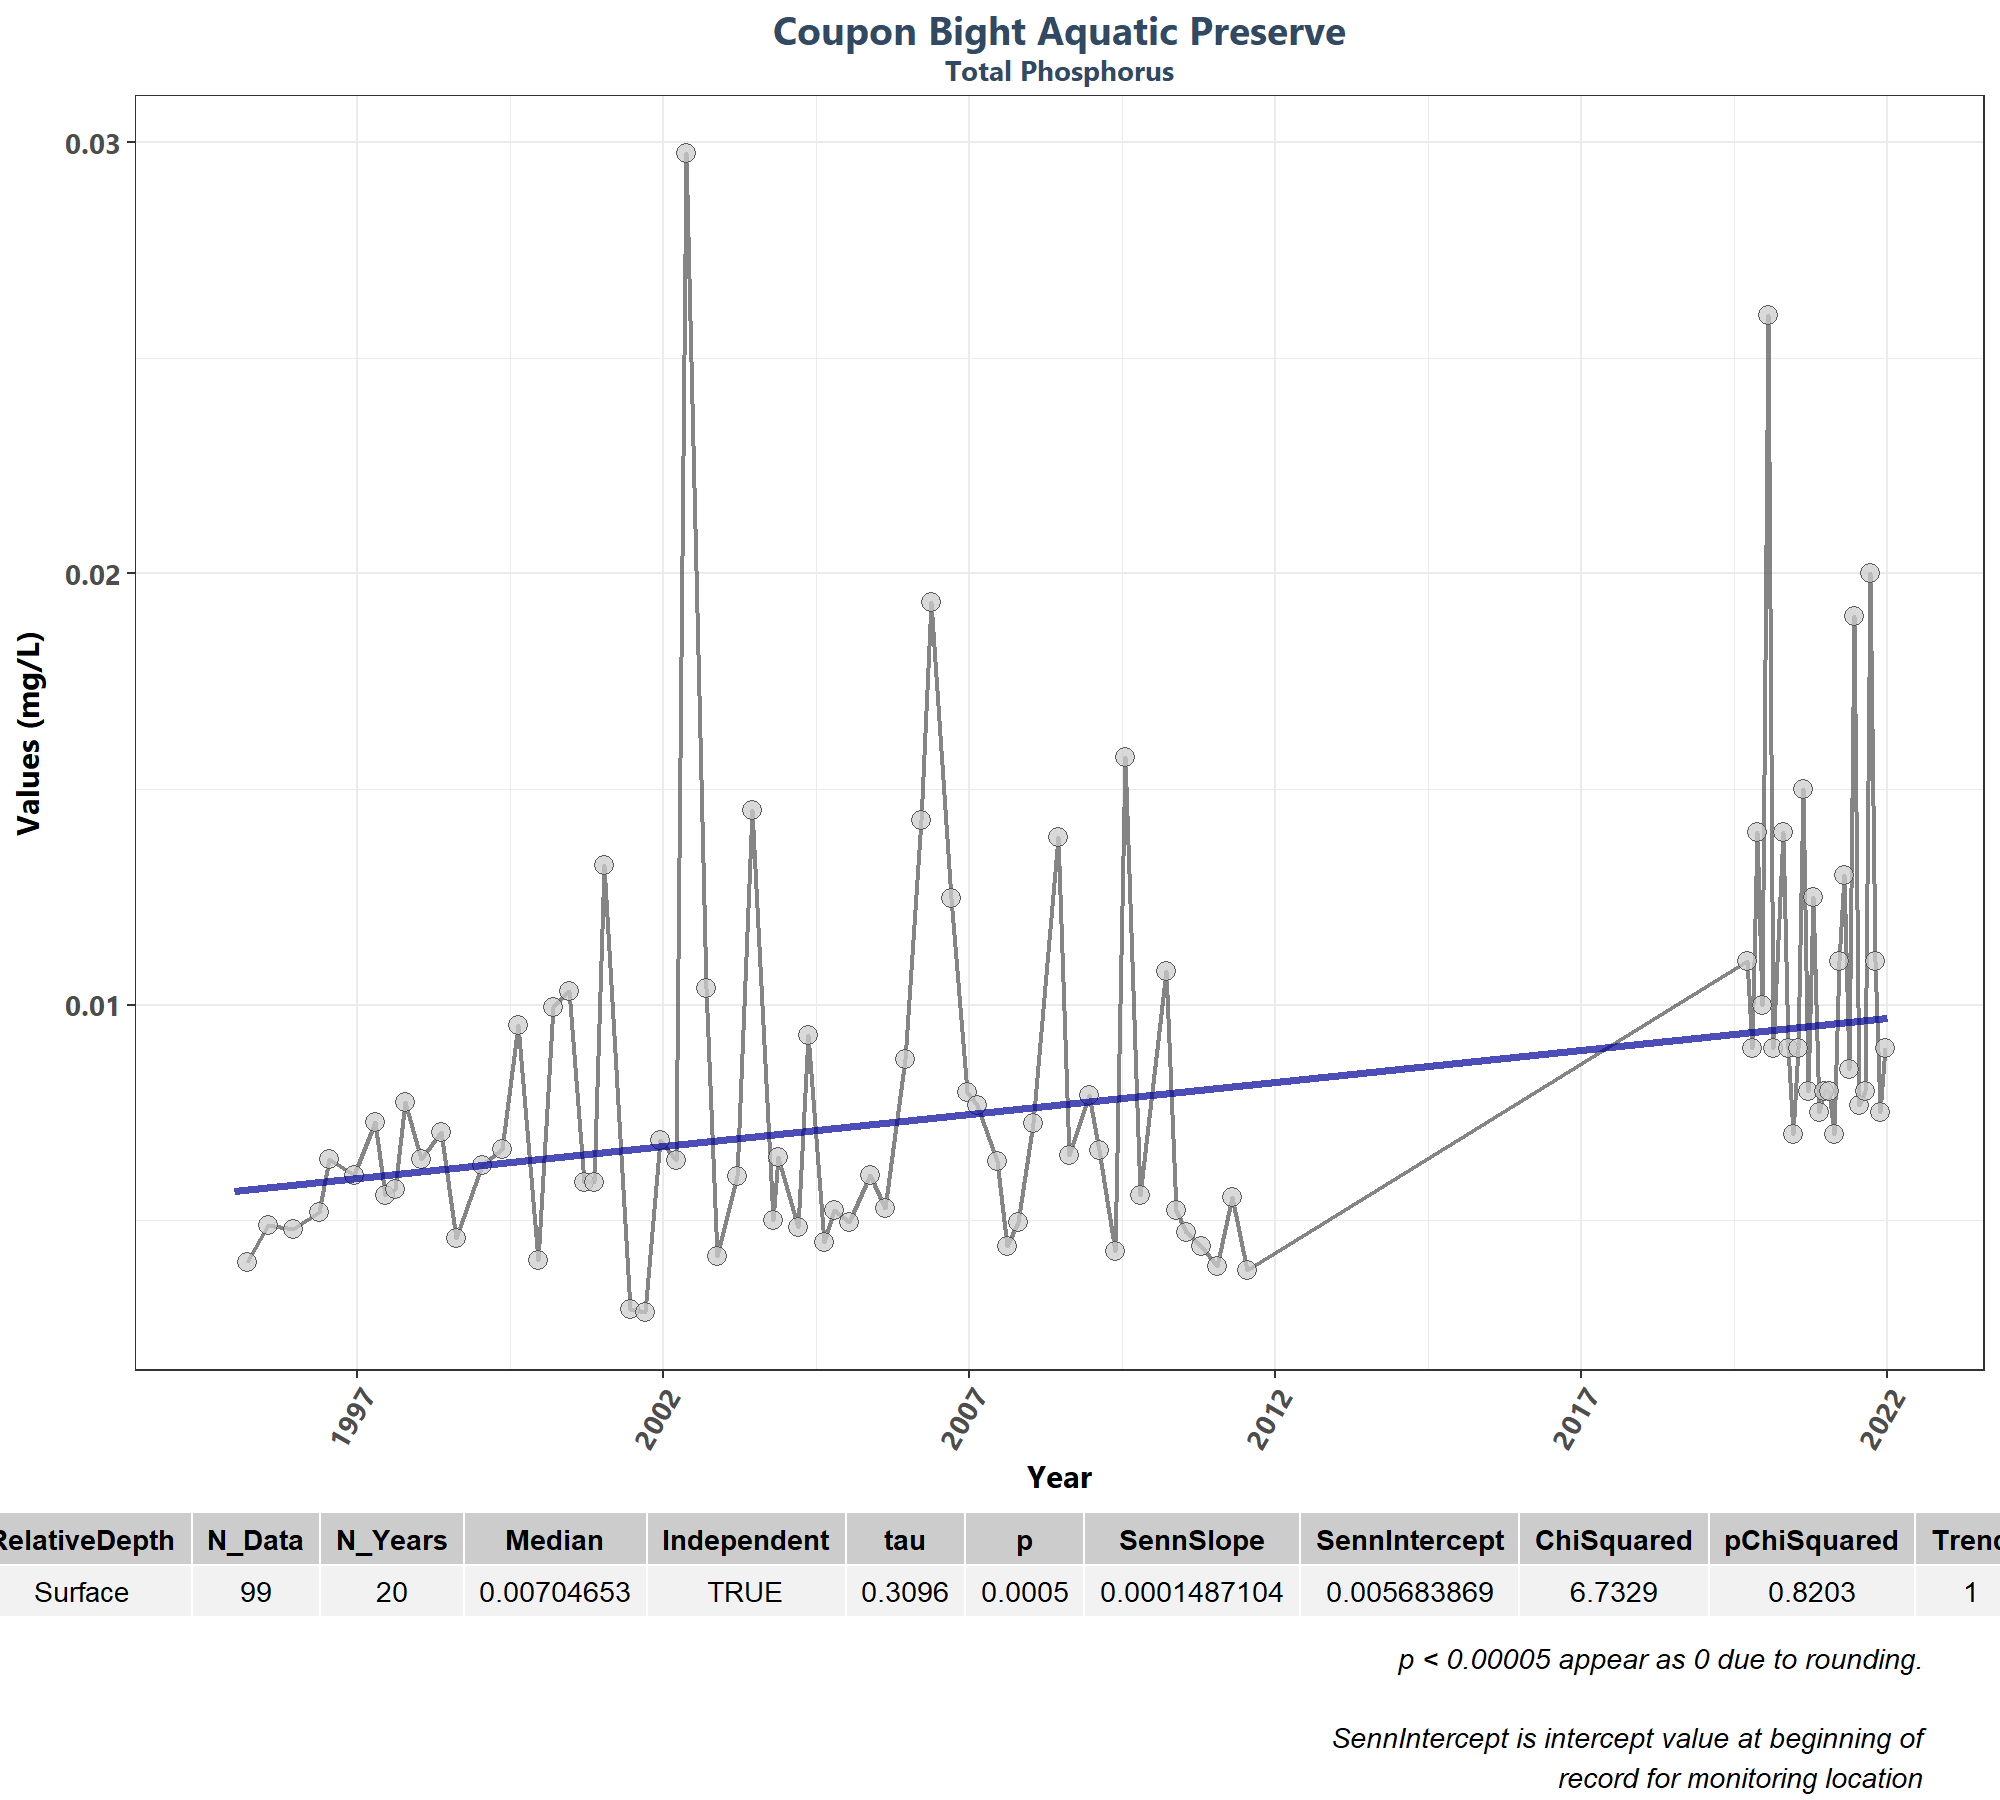 Coupon Bight Aquatic Preserve
Total Phosphorus
0.03
0.02
0.01
Values (mg/L)
1997 2002 2007 2012 2017 2022
Year
RelativeDepth N_Data N_Years Median Independent tau p SennSlope SennIntercept ChiSquared pChiSquared Trend
Surface 99 20 0.00704653 TRUE 0.3096 0.0005 0.0001487104 0.005683869 6.7329 0.8203 1
p < 0.00005 appear as 0 due to rounding.
SennIntercept is intercept value at beginning of
record for monitoring location